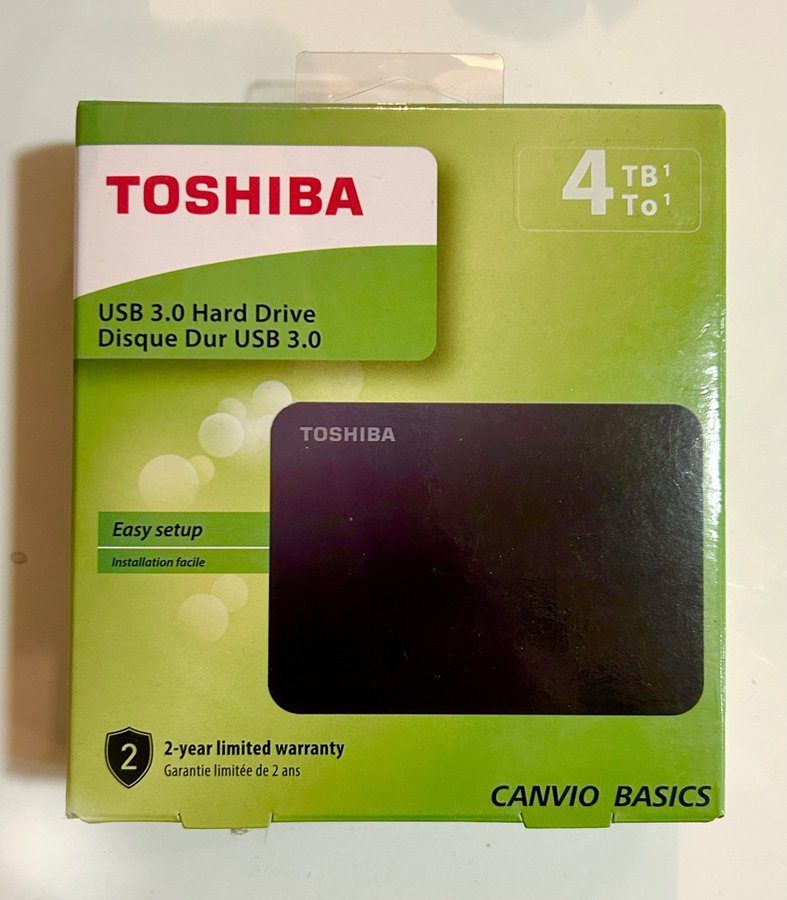 TOSHIBA
4 TB¹
To¹
USB 3.0 Hard Drive
Disque Dur USB 3.0
TOSHIBA
Easy setup
Installation facile
2
2-year limited warranty
Garantie limitée de 2 ans
CANVIO BASICS